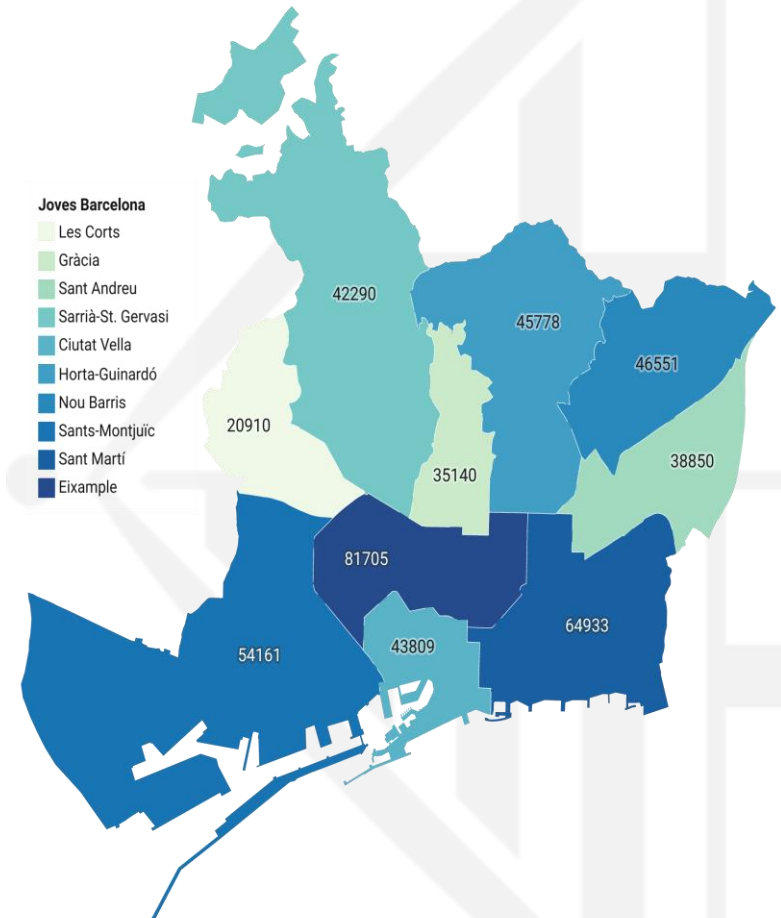 Joves Barcelona
Les Corts
Gràcia
Sant Andreu
Sarrià-St. Gervasi
Ciutat Vella
Horta-Guinardó
Nou Barris
Sants-Montjuïc
Sant Martí
Eixample
42290
45778
46551
20910
35140
38850
81705
64933
54161
43809